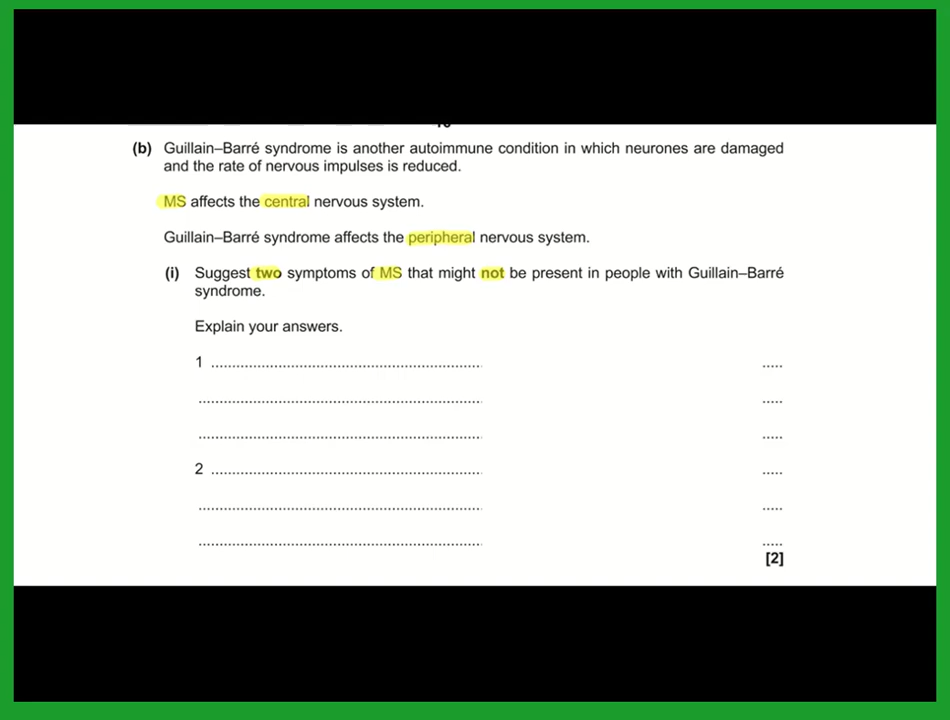 (b) Guillain–Barré syndrome is another autoimmune condition in which neurones are damaged
and the rate of nervous impulses is reduced.
MS affects the central nervous system.
Guillain–Barré syndrome affects the peripheral nervous system.
(i) Suggest two symptoms of MS that might not be present in people with Guillain–Barré
syndrome.
Explain your answers.
1 ................................................................ .....
................................................................ .....
................................................................ .....
2 ................................................................ .....
................................................................ .....
................................................................ .....
[2]